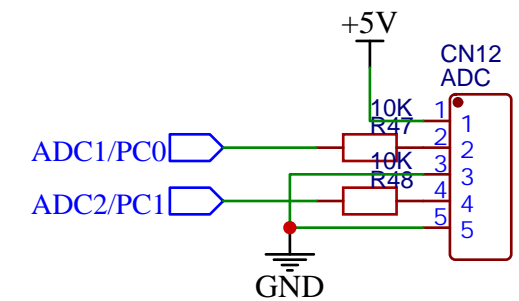 +5V
CN12
ADC
10K
R47
ADC1/PC0
10K
R48
ADC2/PC1
GND
1 1
2 2
3 3
4 4
5 5